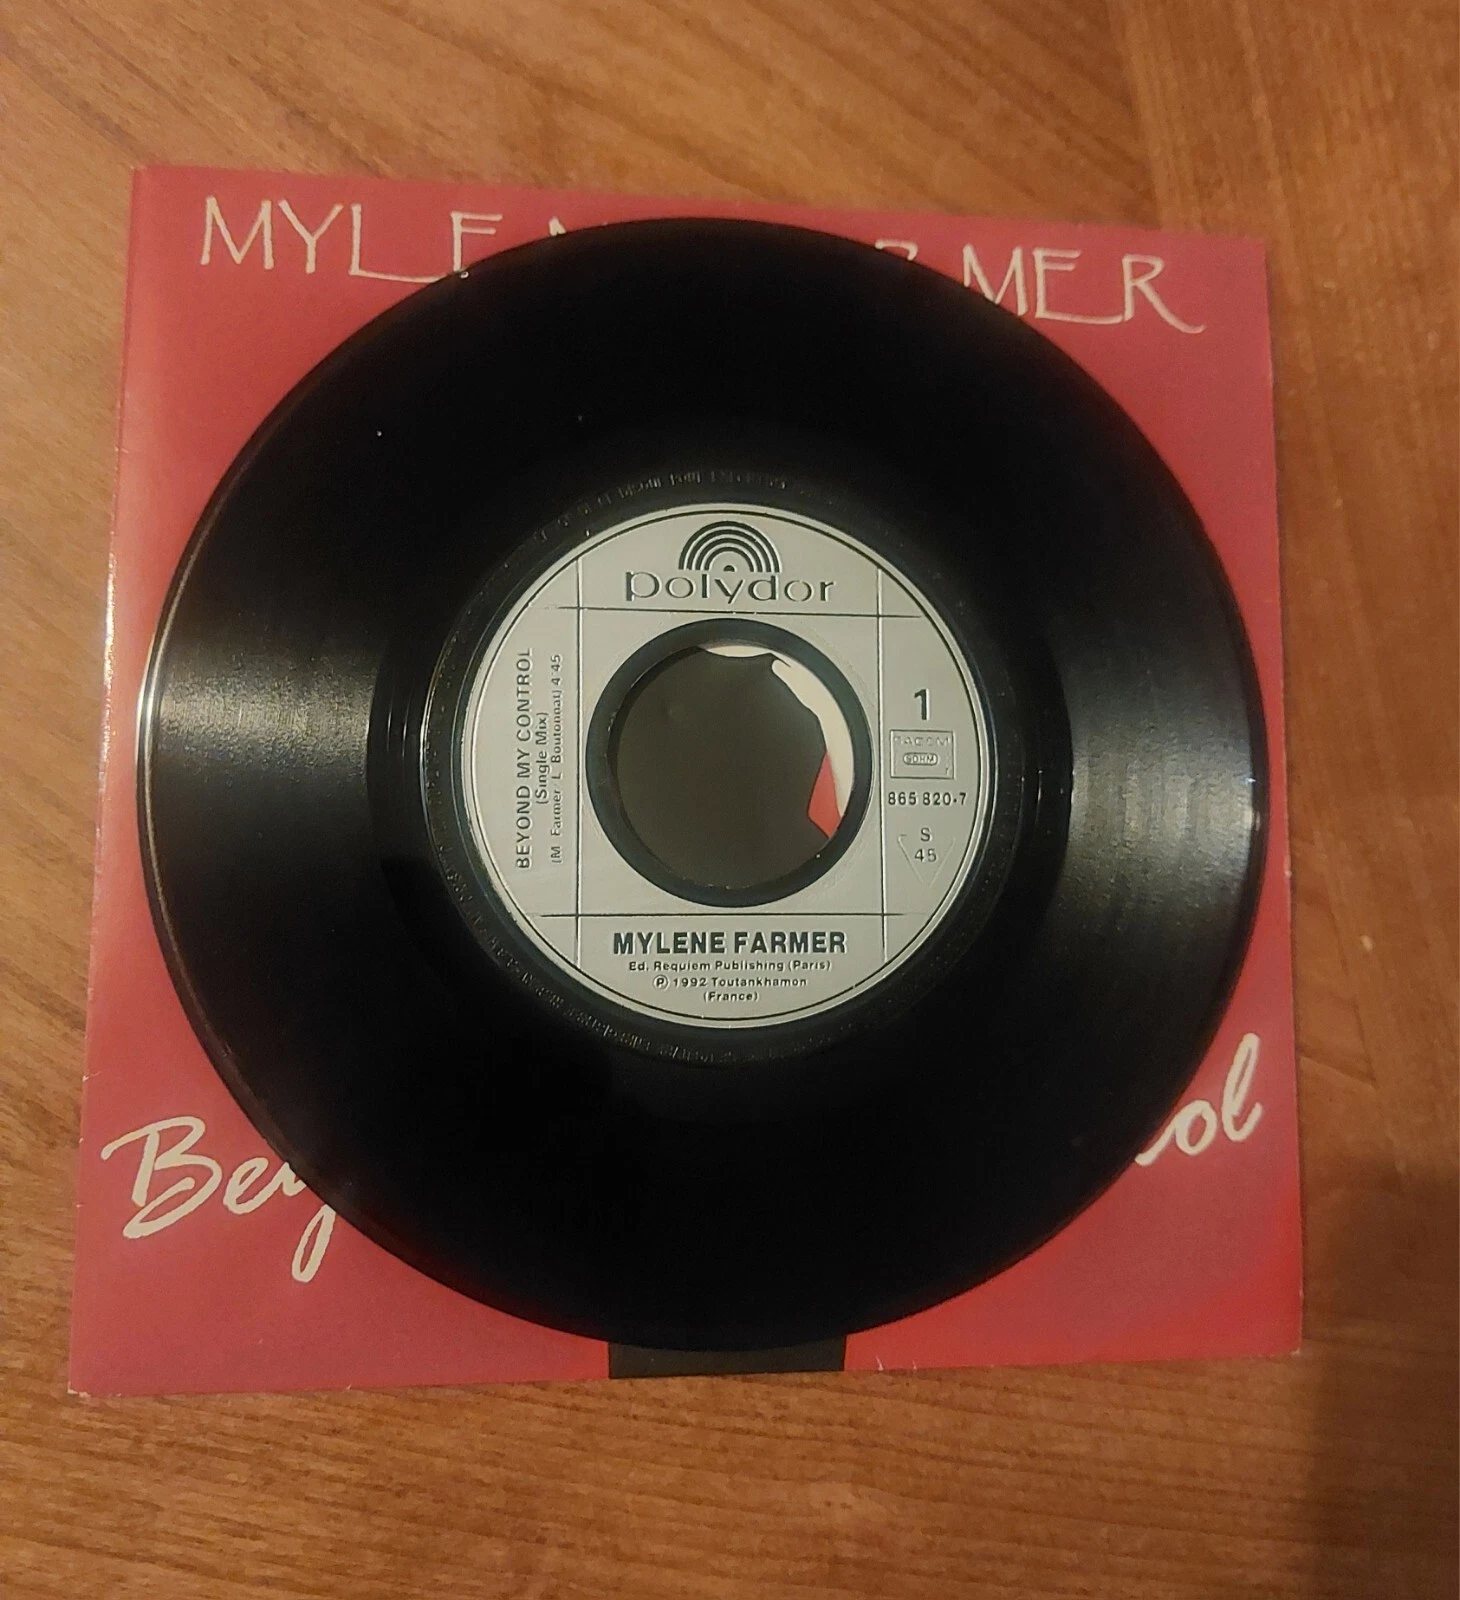 MYLE MER
polydor
BEYOND MY CONTROL
(Single Mix)
(M. Farmer / L. Boutonnat) 4'45
1
SACEM
SDRM
865 820-7
S
45
MYLENE FARMER
Ed. Requiem Publishing (Paris)
℗ 1992 Toutankhamon
(France)
Bey ol